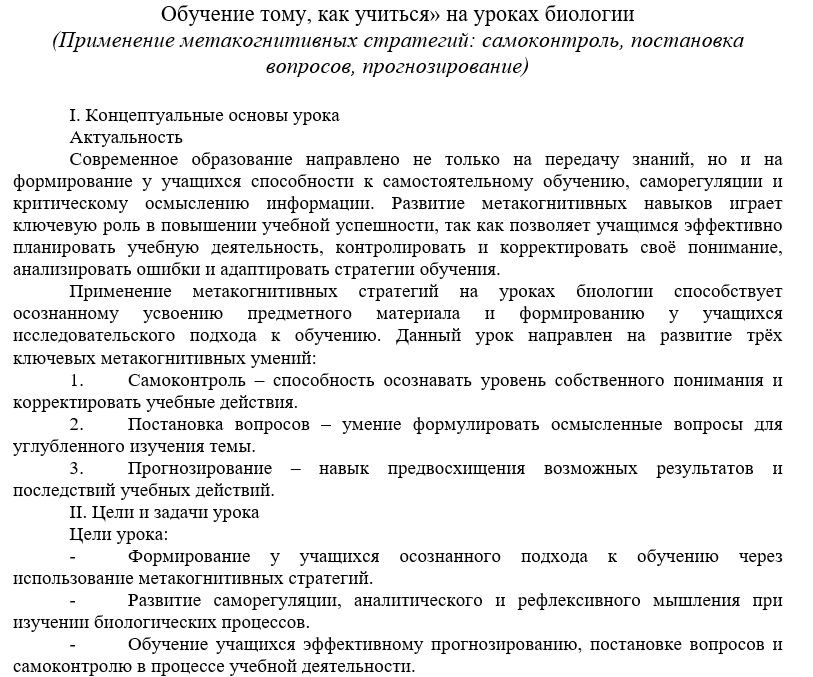 Обучение тому, как учиться» на уроках биологии
(Применение метакогнитивных стратегий: самоконтроль, постановка
вопросов, прогнозирование)
I. Концептуальные основы урока
Актуальность
Современное образование направлено не только на передачу знаний, но и на
формирование у учащихся способности к самостоятельному обучению, саморегуляции и
критическому осмыслению информации. Развитие метакогнитивных навыков играет
ключевую роль в повышении учебной успешности, так как позволяет учащимся эффективно
планировать учебную деятельность, контролировать и корректировать своё понимание,
анализировать ошибки и адаптировать стратегии обучения.
Применение метакогнитивных стратегий на уроках биологии способствует
осознанному усвоению предметного материала и формированию у учащихся
исследовательского подхода к обучению. Данный урок направлен на развитие трёх
ключевых метакогнитивных умений:
1. Самоконтроль – способность осознавать уровень собственного понимания и
корректировать учебные действия.
2. Постановка вопросов – умение формулировать осмысленные вопросы для
углубленного изучения темы.
3. Прогнозирование – навык предвосхищения возможных результатов и
последствий учебных действий.
II. Цели и задачи урока
Цели урока:
- Формирование у учащихся осознанного подхода к обучению через
использование метакогнитивных стратегий.
- Развитие саморегуляции, аналитического и рефлексивного мышления при
изучении биологических процессов.
- Обучение учащихся эффективному прогнозированию, постановке вопросов и
самоконтролю в процессе учебной деятельности.